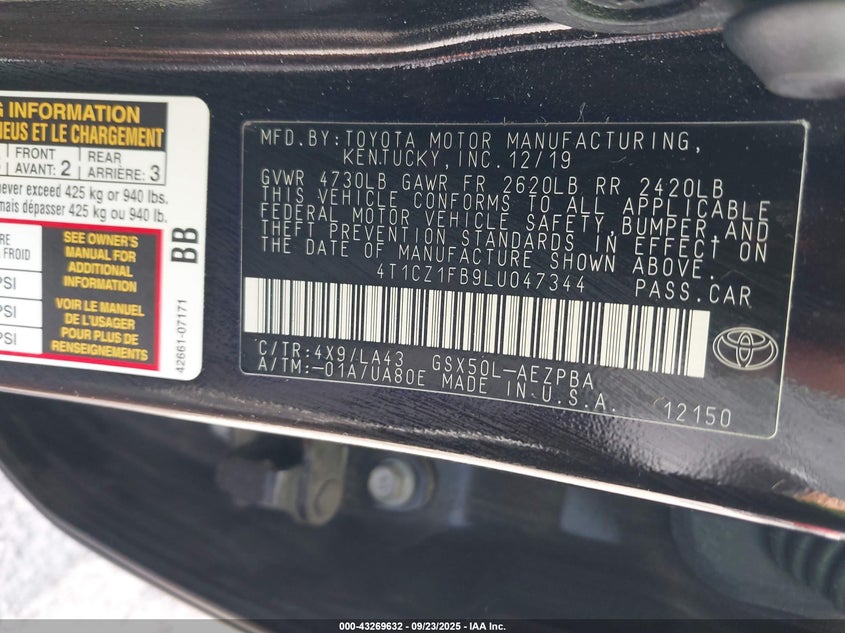 G INFORMATION
NEUS ET LE CHARGEMENT
FRONT
AVANT: 2
REAR
ARRIÈRE: 3
never exceed 425 kg or 940 lbs.
mais dépasser 425 kg ou 940 lb.
RE
FROID
PSI
PSI
PSI
SEE OWNER'S
MANUAL FOR
ADDITIONAL
INFORMATION
VOIR LE MANUEL
DE L'USAGER
POUR PLUS DE
RENSEIGNEMENTS
BB
42661-07171
MFD.BY:TOYOTA MOTOR MANUFACTURING,
KENTUCKY,INC.12/19
GVWR 4730LB GAWR FR 2620LB RR 2420LB
THIS VEHICLE CONFORMS TO ALL APPLICABLE
FEDERAL MOTOR VEHICLE SAFETY,BUMPER,AND
THEFT PREVENTION STANDARDS IN EFFECT ON
THE DATE OF MANUFACTURE SHOWN ABOVE.
4T1CZ1FB9LU047344 PASS.CAR
C/TR:4X9/LA43 GSX50L-AEZPBA
A/TM:-01A/UA80E MADE IN U.S.A. 12150
TOYOTA
000-43269632 - 09/23/2025 - IAA Inc.